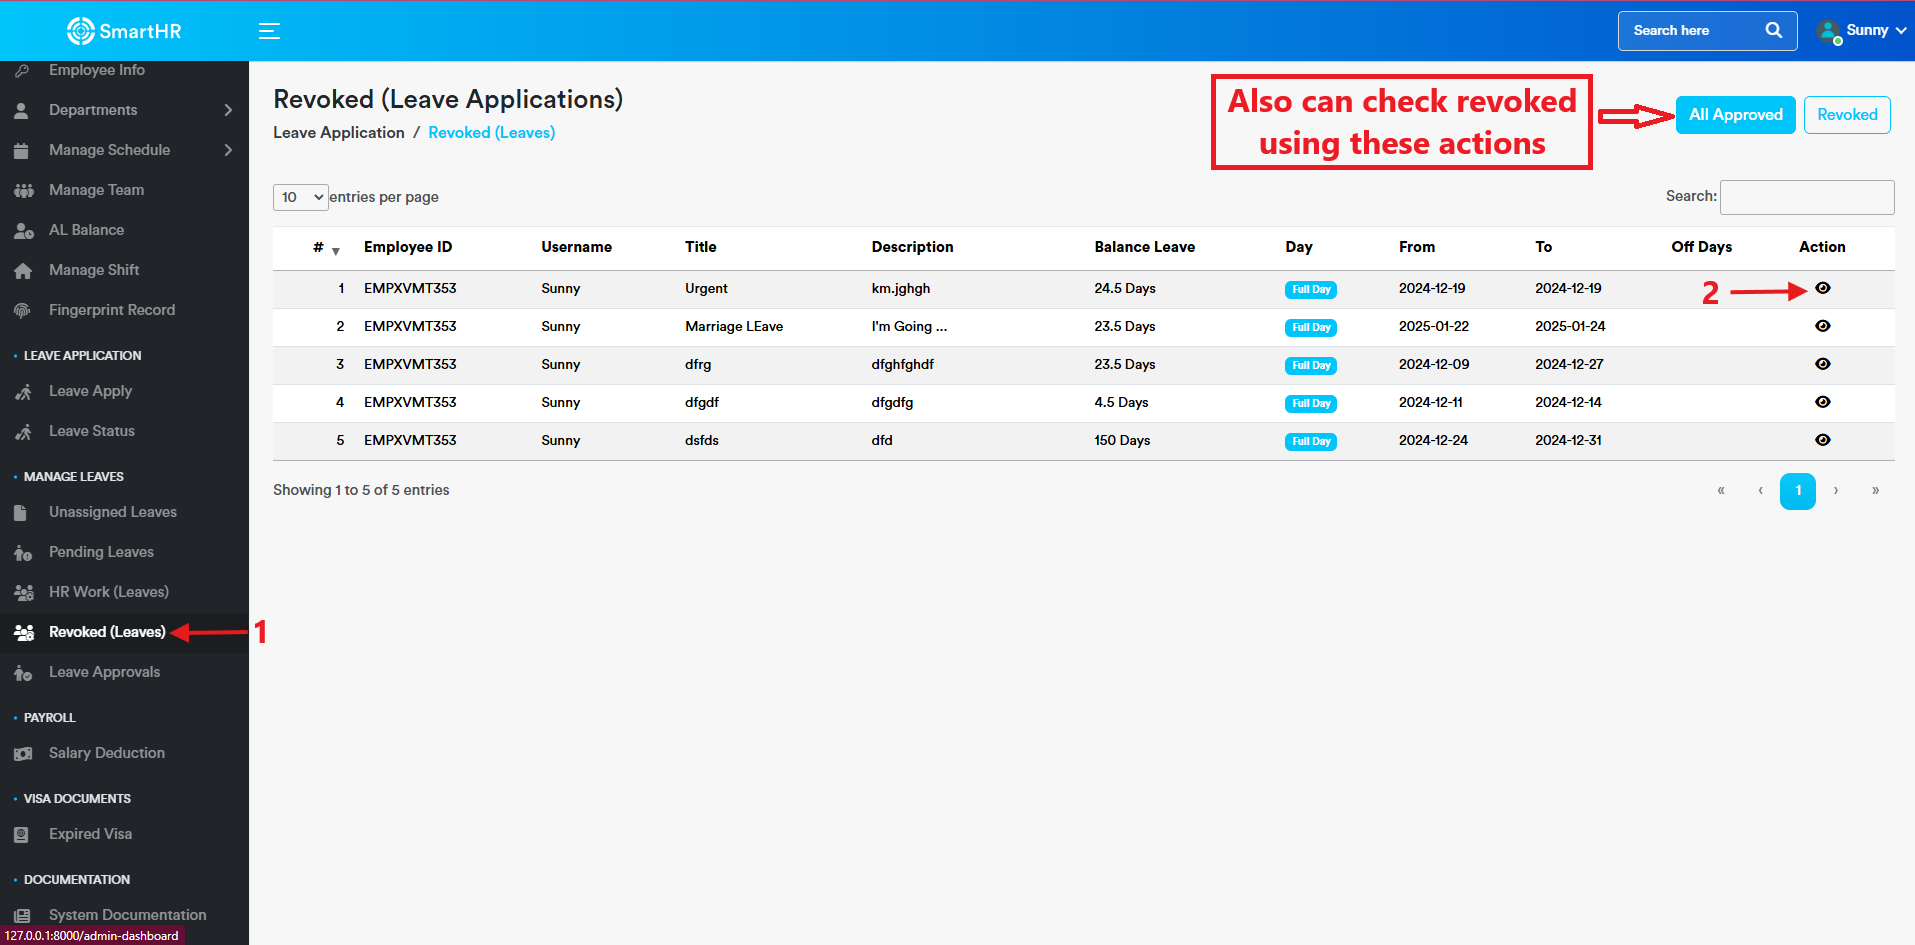 SmartHR
Search here
Sunny
Employee Info
Departments
Manage Schedule
Manage Team
AL Balance
Manage Shift
Fingerprint Record
• LEAVE APPLICATION
Leave Apply
Leave Status
• MANAGE LEAVES
Unassigned Leaves
Pending Leaves
HR Work (Leaves)
Revoked (Leaves)
1
Leave Approvals
• PAYROLL
Salary Deduction
• VISA DOCUMENTS
Expired Visa
• DOCUMENTATION
System Documentation
127.0.0.1:8000/admin-dashboard
Revoked (Leave Applications)
Leave Application / Revoked (Leaves)
Also can check revoked
using these actions
All Approved
Revoked
10 entries per page
Search:
# Employee ID Username Title Description Balance Leave Day From To Off Days Action
1 EMPXVMT353 Sunny Urgent km.jghgh 24.5 Days Full Day 2024-12-19 2024-12-19 2
2 EMPXVMT353 Sunny Marriage LEave I'm Going ... 23.5 Days Full Day 2025-01-22 2025-01-24
3 EMPXVMT353 Sunny dfrg dfghfghdf 23.5 Days Full Day 2024-12-09 2024-12-27
4 EMPXVMT353 Sunny dfgdf dfgdfg 4.5 Days Full Day 2024-12-11 2024-12-14
5 EMPXVMT353 Sunny dsfds dfd 150 Days Full Day 2024-12-24 2024-12-31
Showing 1 to 5 of 5 entries
« ‹ 1 › »